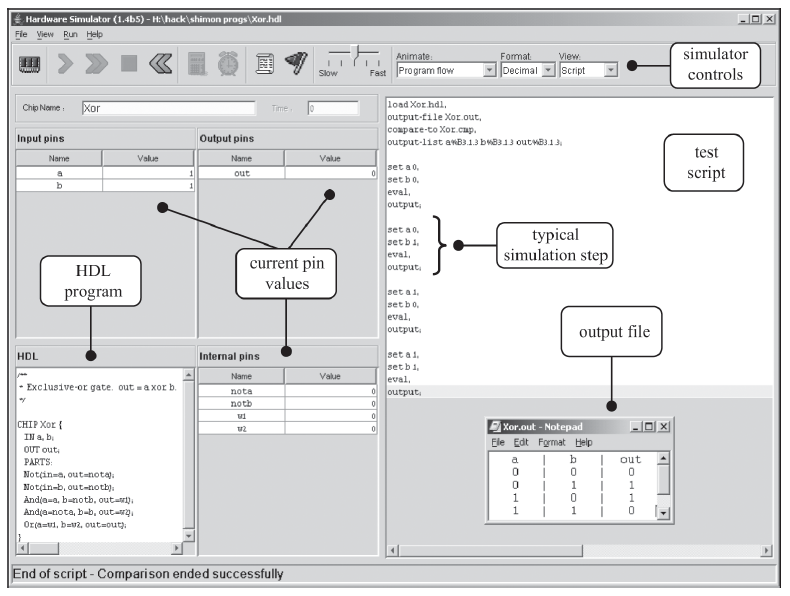 Hardware Simulator (1.4b5) - H:\hack\shimon progs\Xor.hdl
File View Run Help
Slow Fast
Animate:
Program flow
Format:
Decimal
View:
Script
simulator controls
Chip Name :
Xor
Time :
0
Input pins
Name Value
a 1
b 1
Output pins
Name Value
out 0
HDL program
current pin values
HDL
/**
* Exclusive-or gate. out = a xor b.
*/
CHIP Xor {
IN a, b;
OUT out;
PARTS:
Not(in=a, out=nota);
Not(in=b, out=notb);
And(a=a, b=notb, out=w1);
And(a=nota, b=b, out=w2);
Or(a=w1, b=w2, out=out);
}
Internal pins
Name Value
nota 0
notb 0
w1 0
w2 0
load Xor.hdl,
output-file Xor.out,
compare-to Xor.cmp,
output-list a%B3.1.3 b%B3.1.3 out%B3.1.3;
set a 0,
set b 0,
eval,
output;
set a 0,
set b 1,
eval,
output;
set a 1,
set b 0,
eval,
output;
set a 1,
set b 1,
eval,
output;
test script
typical simulation step
output file
Xor.out - Notepad
File Edit Format Help
a | b | out
0 | 0 | 0
0 | 1 | 1
1 | 0 | 1
1 | 1 | 0
End of script - Comparison ended successfully